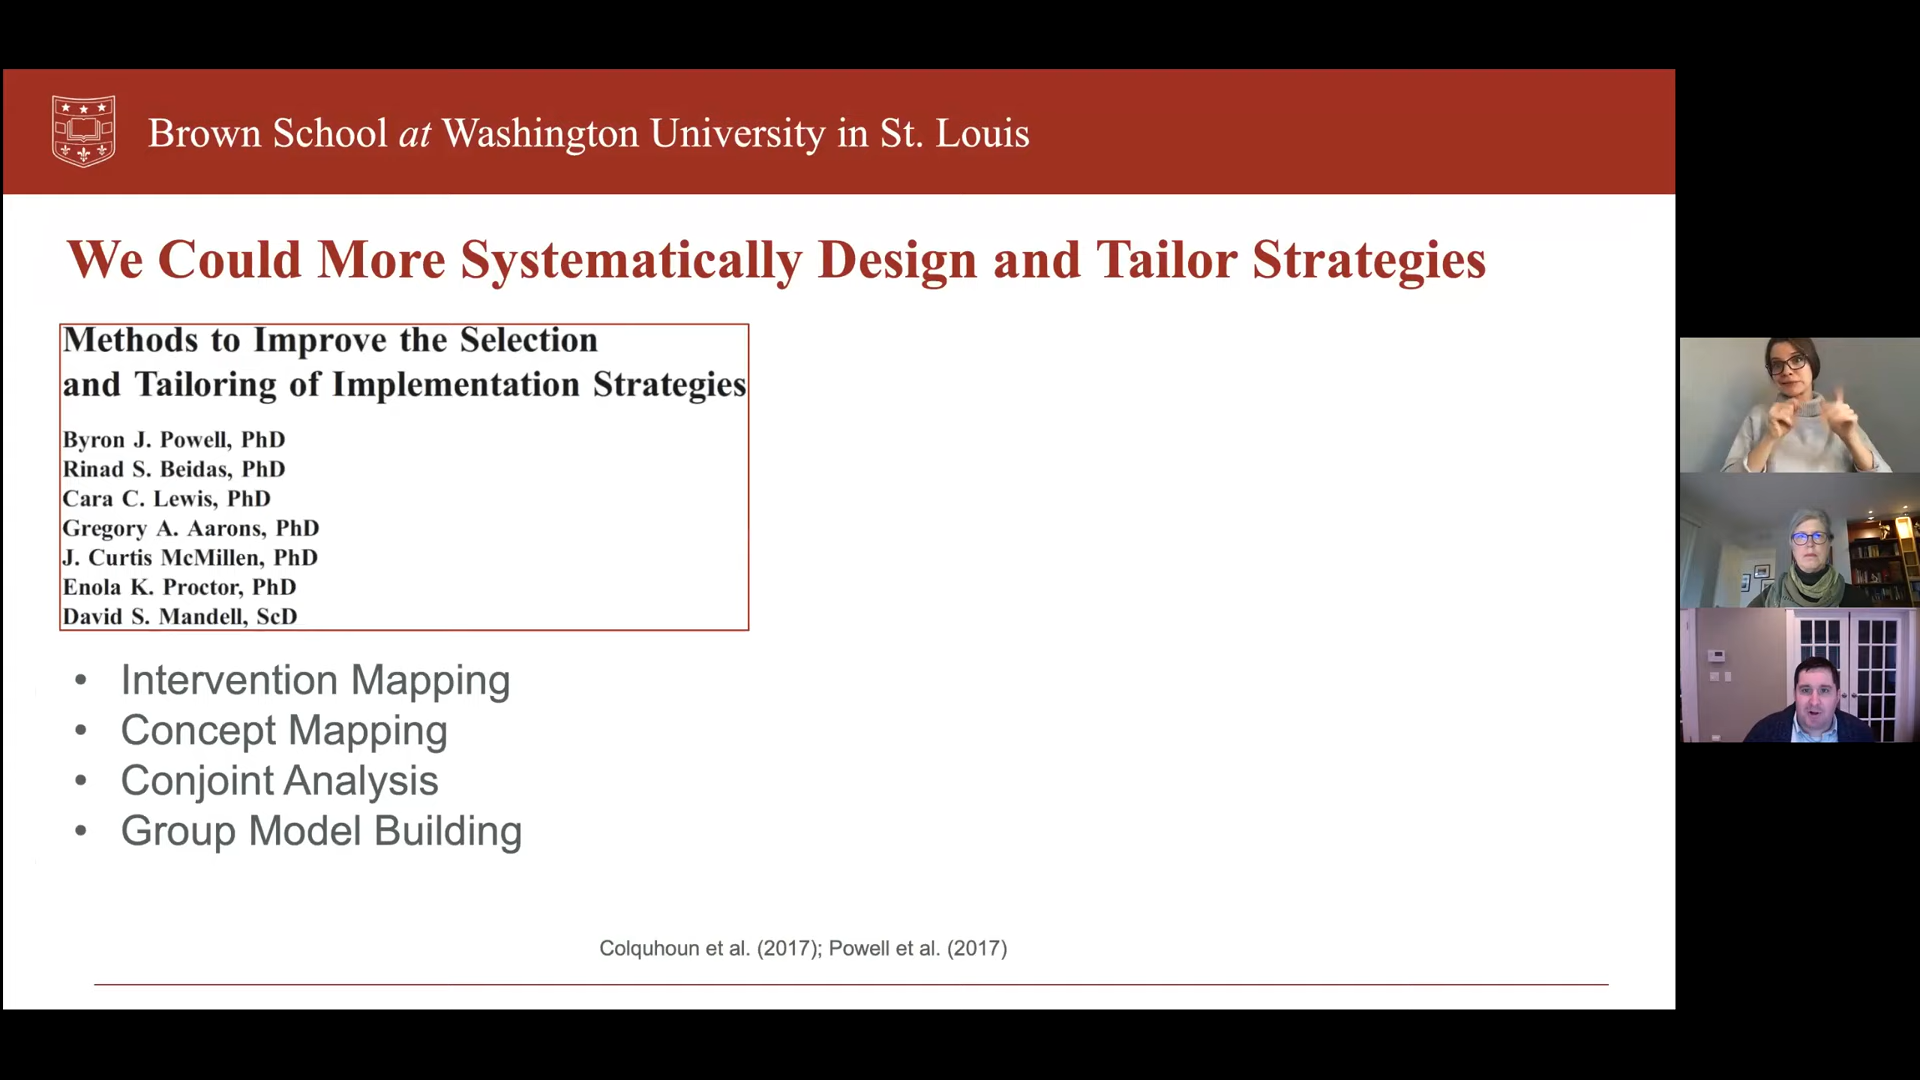 Brown School at Washington University in St. Louis
We Could More Systematically Design and Tailor Strategies
Methods to Improve the Selection
and Tailoring of Implementation Strategies
Byron J. Powell, PhD
Rinad S. Beidas, PhD
Cara C. Lewis, PhD
Gregory A. Aarons, PhD
J. Curtis McMillen, PhD
Enola K. Proctor, PhD
David S. Mandell, ScD
• Intervention Mapping
• Concept Mapping
• Conjoint Analysis
• Group Model Building
Colquhoun et al. (2017); Powell et al. (2017)